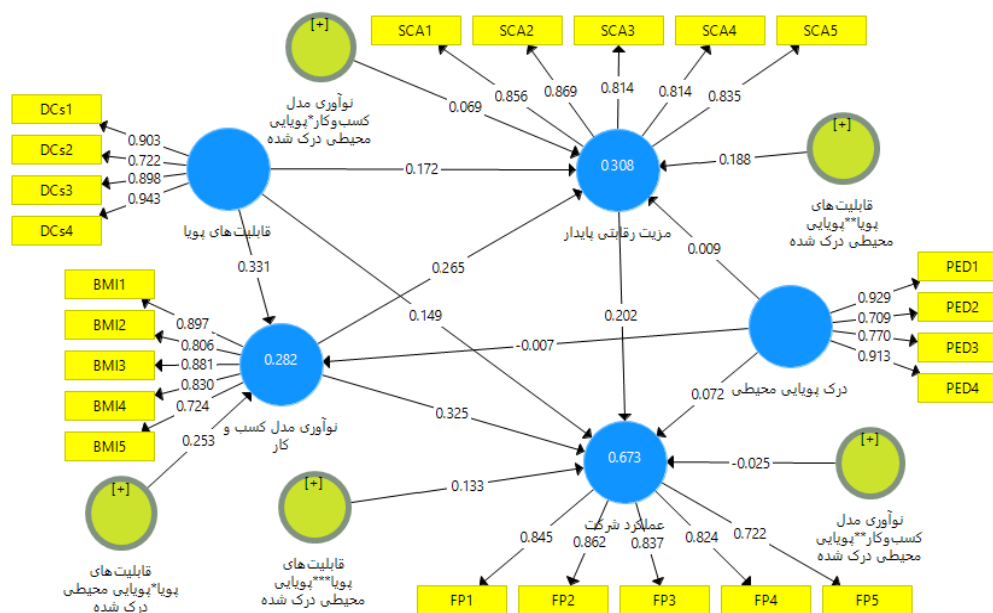 SCA1
SCA2
SCA3
SCA4
SCA5
[+]
0.856
0.869
0.814
0.814
0.835
نوآوری مدل
کسب‌وکار*پویایی
محیطی درک شده
0.069
DCs1
DCs2
DCs3
DCs4
0.903
0.722
0.898
0.943
قابلیت‌های پویا
0.172
0.308
مزیت رقابتی پایدار
0.188
[+]
قابلیت‌های
پویا**پویایی
محیطی درک شده
0.331
0.265
0.149
0.009
0.202
-0.007
BMI1
BMI2
BMI3
BMI4
BMI5
0.897
0.806
0.881
0.830
0.724
0.282
نوآوری مدل کسب و
کار
PED1
PED2
PED3
PED4
0.929
0.709
0.770
0.913
درک پویایی محیطی
0.253
0.325
0.072
[+]
قابلیت‌های
پویا*پویایی محیطی
درک شده
[+]
قابلیت‌های
پویا***پویایی
محیطی درک شده
0.133
0.673
عملکرد شرکت
-0.025
[+]
نوآوری مدل
کسب‌وکار**پویایی
محیطی درک شده
0.845
0.862
0.837
0.824
0.722
FP1
FP2
FP3
FP4
FP5